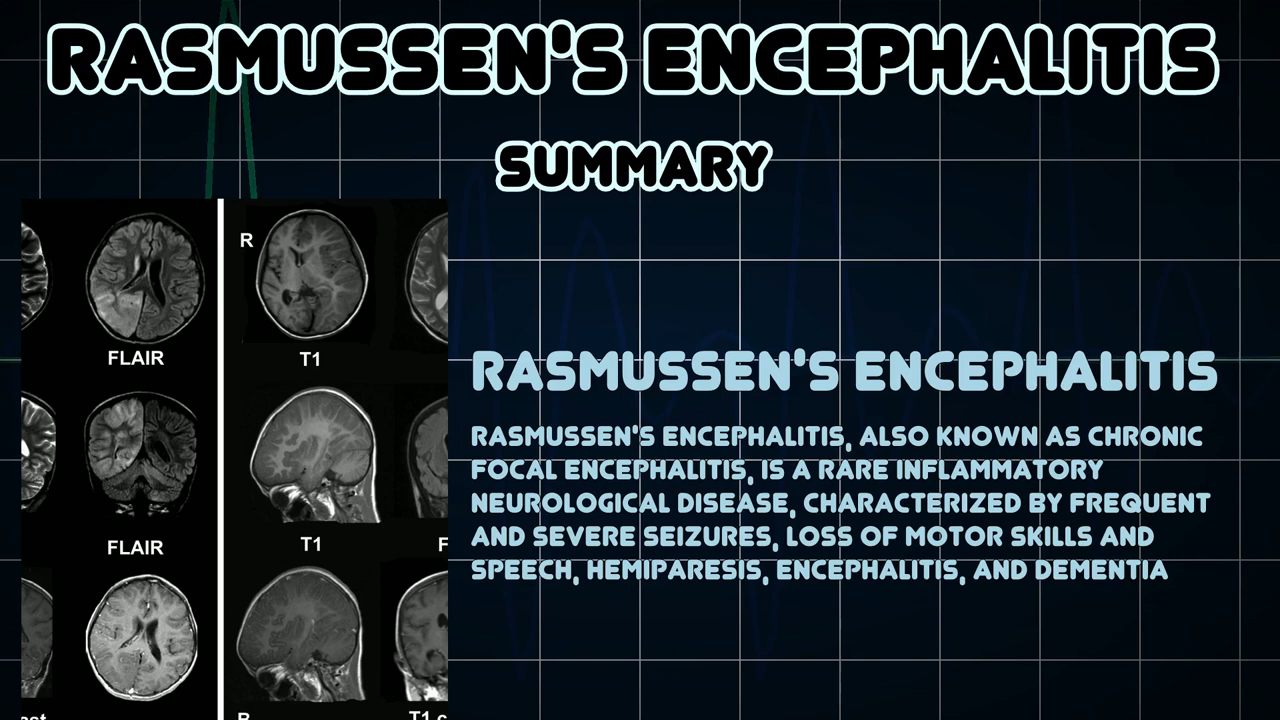 RASMUSSEN'S ENCEPHALITIS
SUMMARY
R
FLAIR
T1
FLAIR
T1
F
RASMUSSEN'S ENCEPHALITIS
RASMUSSEN'S ENCEPHALITIS, ALSO KNOWN AS CHRONIC
FOCAL ENCEPHALITIS, IS A RARE INFLAMMATORY
NEUROLOGICAL DISEASE, CHARACTERIZED BY FREQUENT
AND SEVERE SEIZURES, LOSS OF MOTOR SKILLS AND
SPEECH, HEMIPARESIS, ENCEPHALITIS, AND DEMENTIA
T1